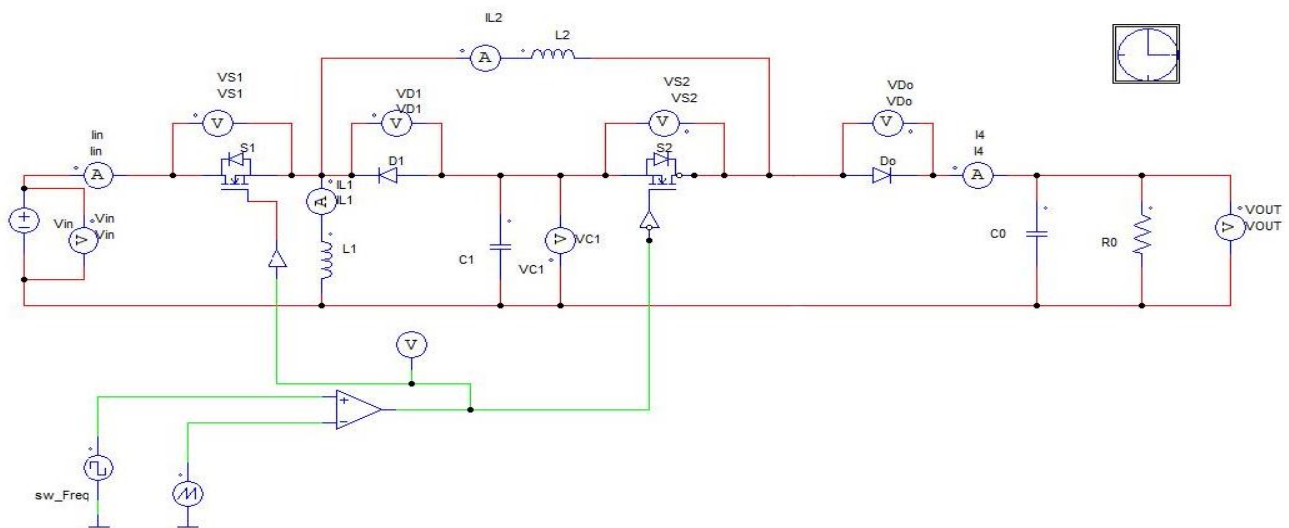 IL2
L2
A
VS1
VS1
V
VD1
VD1
V
VS2
VS2
V
VDo
VDo
V
Iin
Iin
A
S1
D1
S2
Do
I4
I4
A
IL1
IL1
A
Vin
Vin
Vin
V
L1
C1
V
VC1
VC1
C0
R0
V
VOUT
VOUT
V
sw_Freq